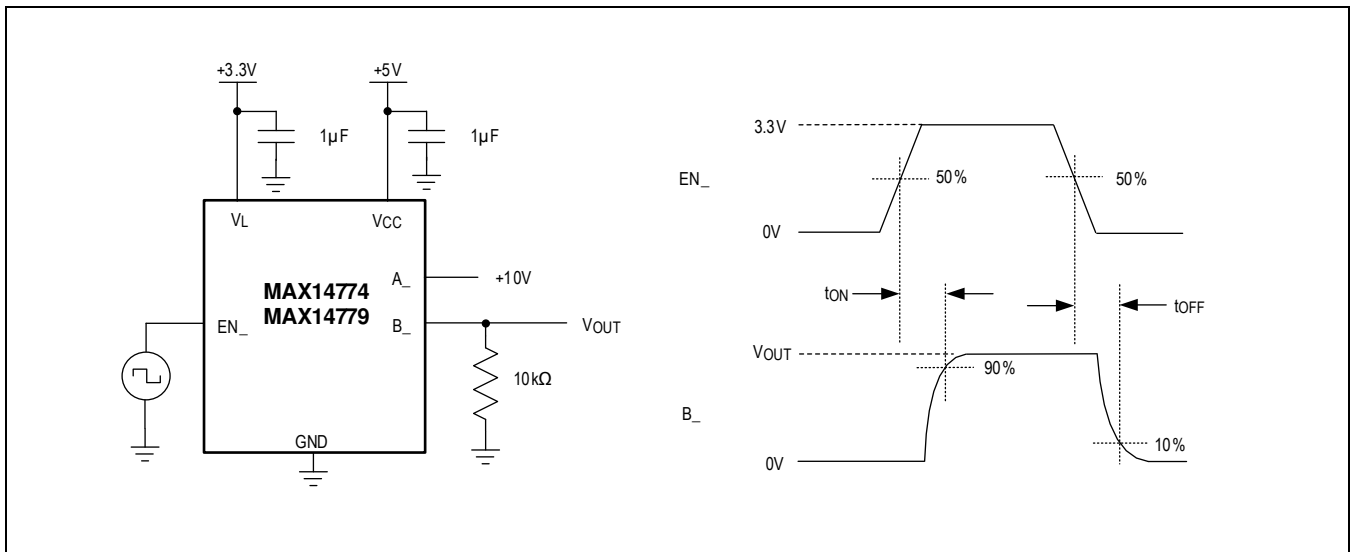 +3.3V
+5V
1µF
1µF
VL
VCC
A_
+10V
MAX14774
MAX14779
EN_
B_
VOUT
10kΩ
GND
3.3V
EN_
50%
50%
0V
tON
tOFF
VOUT
90%
B_
10%
0V